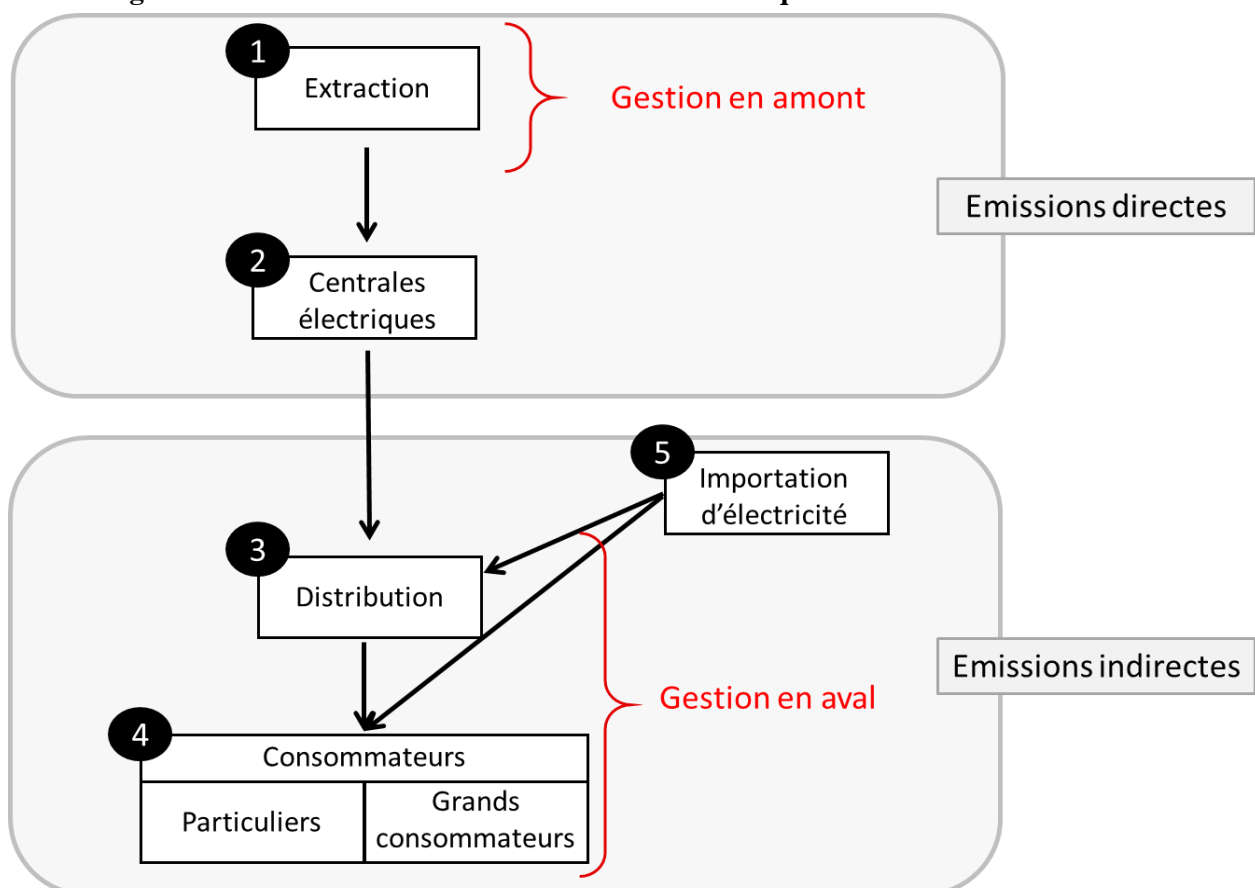 1
Extraction
Gestion en amont
Emissions directes
2
Centrales
électriques
5
Importation
d'électricité
3
Distribution
Emissions indirectes
Gestion en aval
4
Consommateurs
Particuliers
Grands
consommateurs